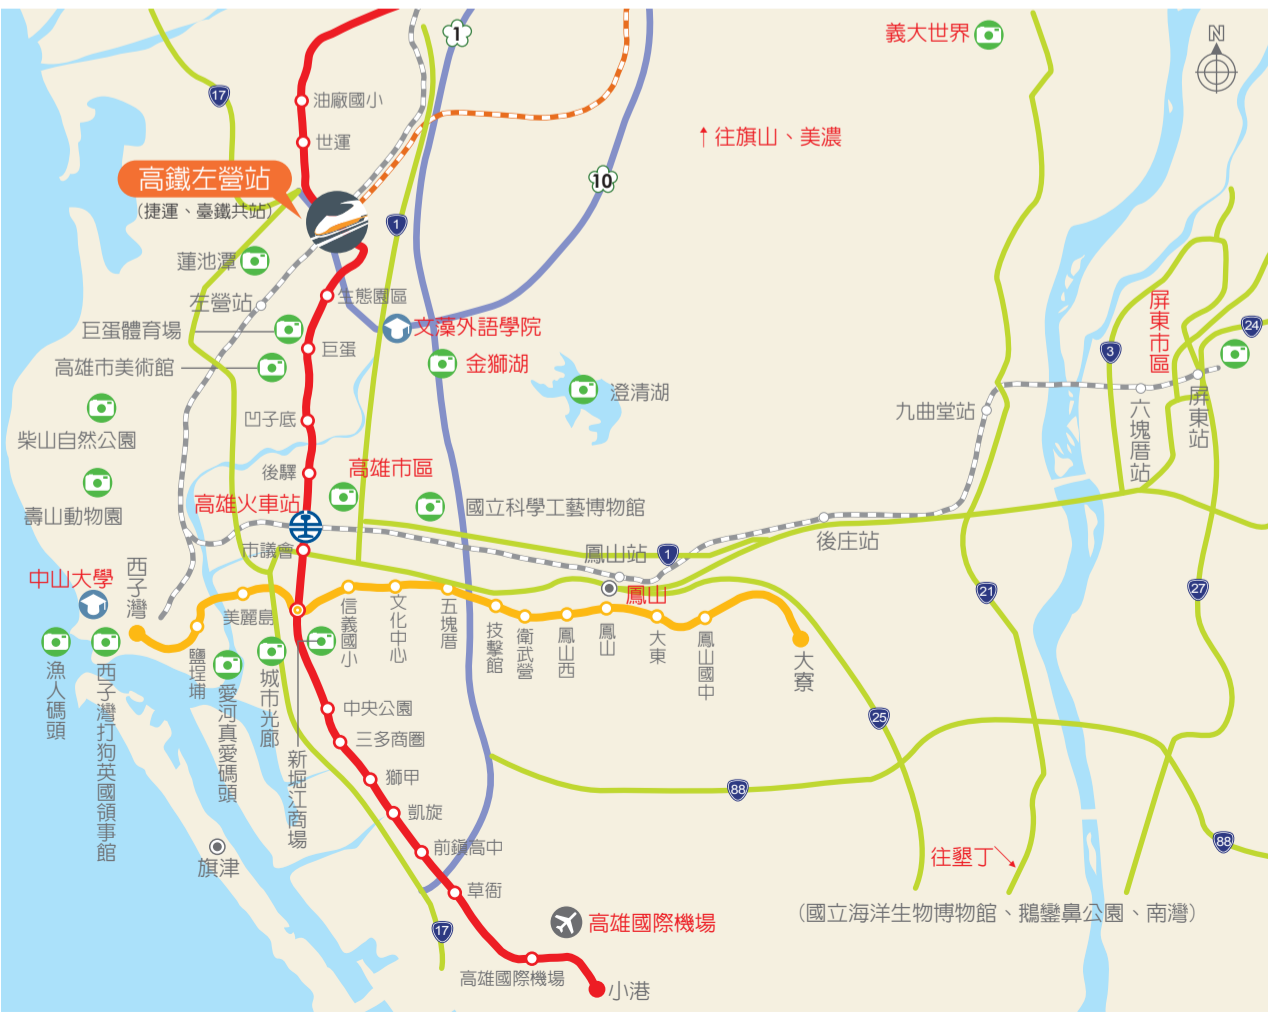 義大世界
N
1
17
油廠國小
世運
↑往旗山、美濃
高鐵左營站
(捷運、臺鐵共站)
10
1
蓮池潭
左營站
生態園區
巨蛋體育場
文藻外語學院
屏東市區
24
3
巨蛋
高雄市美術館
金獅湖
澄清湖
九曲堂站
六塊厝站
屏東站
柴山自然公園
凹子底
後驛
高雄市區
壽山動物園
高雄火車站
國立科學工藝博物館
市議會
鳳山站
1
後庄站
中山大學
西子灣
美麗島
信義國小
文化中心
五塊厝
技擊館
衛武營
鳳山西
鳳山
鳳山
大東
鳳山國中
大寮
21
27
漁人碼頭
西子灣打狗英國領事館
鹽埕埔
愛河真愛碼頭
城市光廊
新堀江商場
中央公園
25
三多商圈
獅甲
88
凱旋
88
前鎮高中
旗津
往墾丁
草衙
(國立海洋生物博物館、鵝鑾鼻公園、南灣)
17
高雄國際機場
高雄國際機場
小港